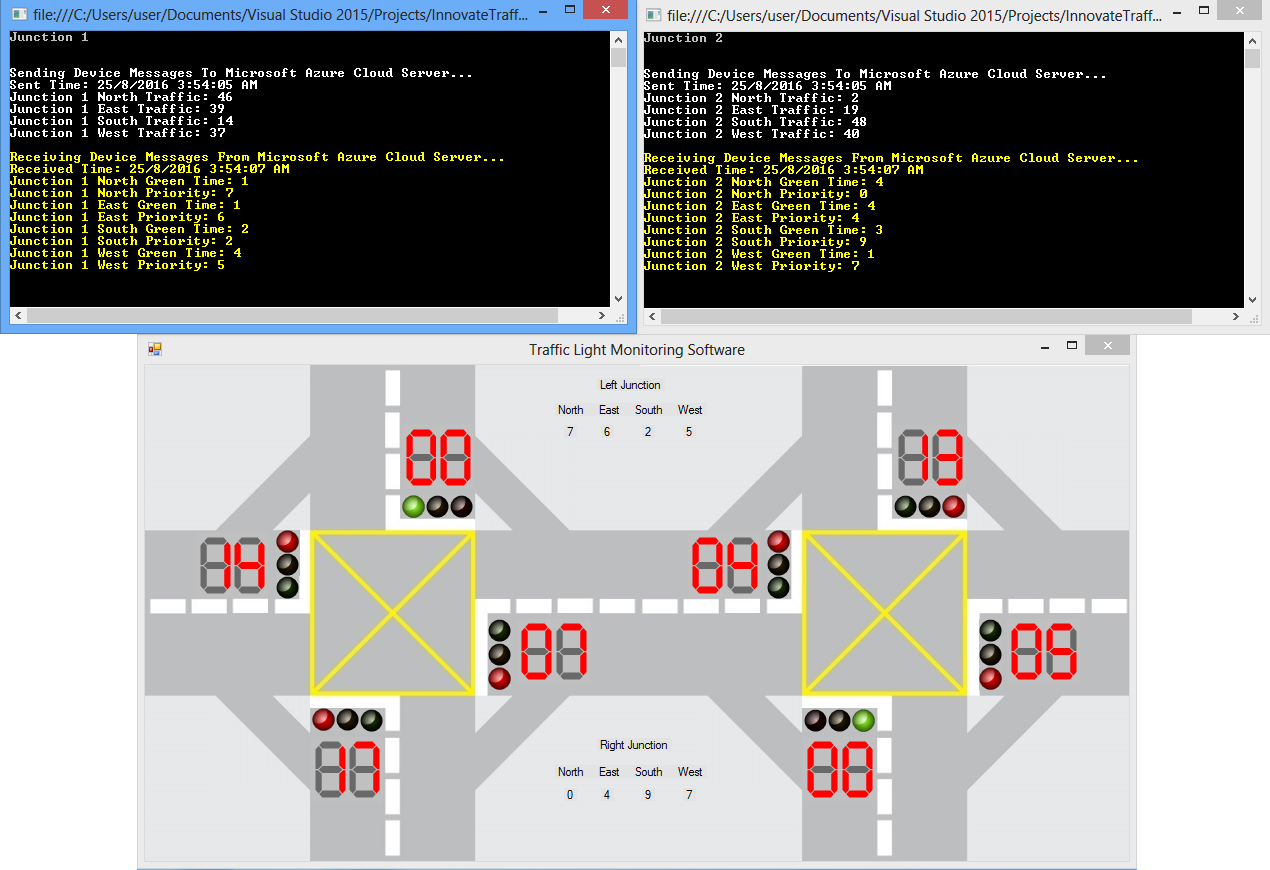 file:///C:/Users/user/Documents/Visual Studio 2015/Projects/InnovateTraff...
Junction 1
Sending Device Messages To Microsoft Azure Cloud Server...
Sent Time: 25/8/2016 3:54:05 AM
Junction 1 North Traffic: 46
Junction 1 East Traffic: 39
Junction 1 South Traffic: 14
Junction 1 West Traffic: 37
Receiving Device Messages From Microsoft Azure Cloud Server...
Received Time: 25/8/2016 3:54:07 AM
Junction 1 North Green Time: 1
Junction 1 North Priority: 7
Junction 1 East Green Time: 1
Junction 1 East Priority: 6
Junction 1 South Green Time: 2
Junction 1 South Priority: 2
Junction 1 West Green Time: 4
Junction 1 West Priority: 5
file:///C:/Users/user/Documents/Visual Studio 2015/Projects/InnovateTraff...
Junction 2
Sending Device Messages To Microsoft Azure Cloud Server...
Sent Time: 25/8/2016 3:54:05 AM
Junction 2 North Traffic: 2
Junction 2 East Traffic: 19
Junction 2 South Traffic: 48
Junction 2 West Traffic: 40
Receiving Device Messages From Microsoft Azure Cloud Server...
Received Time: 25/8/2016 3:54:07 AM
Junction 2 North Green Time: 4
Junction 2 North Priority: 0
Junction 2 East Green Time: 4
Junction 2 East Priority: 4
Junction 2 South Green Time: 3
Junction 2 South Priority: 9
Junction 2 West Green Time: 1
Junction 2 West Priority: 7
Traffic Light Monitoring Software
Left Junction
North East South West
7 6 2 5
00
13
14
04
07
05
17
00
Right Junction
North East South West
0 4 9 7